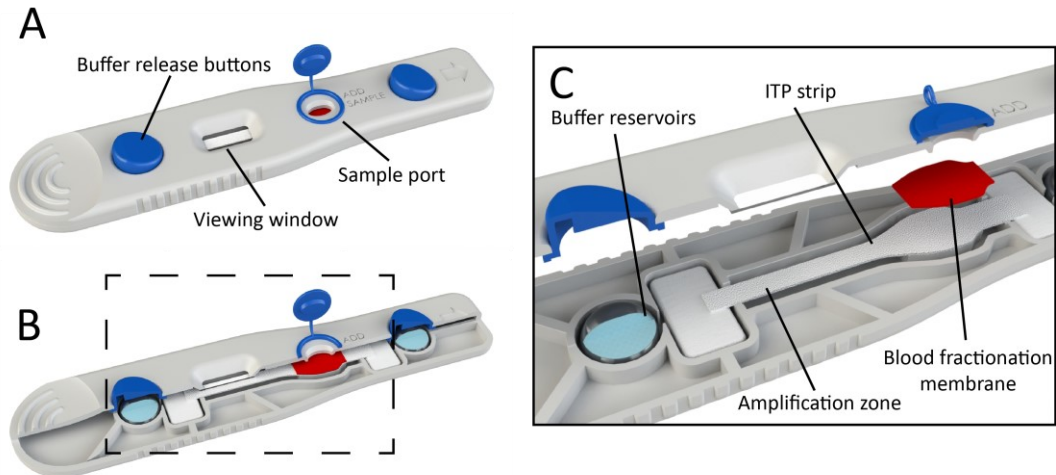 A
Buffer release buttons
ADD
SAMPLE
Sample port
Viewing window
B
ADD
C
ITP strip
Buffer reservoirs
ADD
Blood fractionation
membrane
Amplification zone